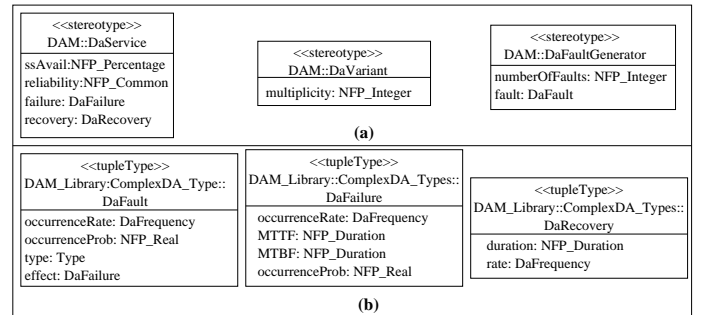 <<stereotype>>
DAM::DaService
ssAvail:NFP_Percentage
reliability:NFP_Common
failure: DaFailure
recovery: DaRecovery
<<stereotype>>
DAM::DaVariant
multiplicity: NFP_Integer
<<stereotype>>
DAM::DaFaultGenerator
numberOfFaults: NFP_Integer
fault: DaFault
(a)
<<tupleType>>
DAM_Library:ComplexDA_Type::
DaFault
occurrenceRate: DaFrequency
occurrenceProb: NFP_Real
type: Type
effect: DaFailure
<<tupleType>>
DAM_Library::ComplexDA_Types::
DaFailure
occurrenceRate: DaFrequency
MTTF: NFP_Duration
MTBF: NFP_Duration
occurrenceProb: NFP_Real
<<tupleType>>
DAM_Library::ComplexDA_Types::
DaRecovery
duration: NFP_Duration
rate: DaFrequency
(b)